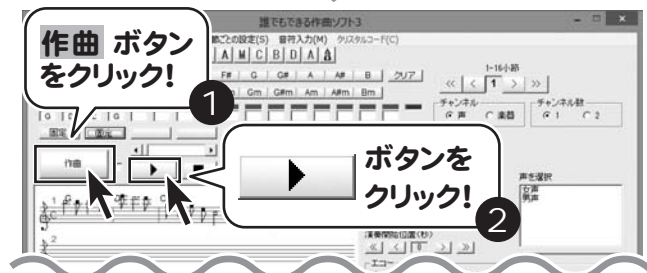 誰でもできる作曲ソフト3
節ごとの設定(S) 音符入力(M) クリスタルコード(C)
A M C B D A A
作曲 ボタン
をクリック!
1
F# G G# A A# B クリア
Gm G#m Am A#m Bm
1-16小節
<< < 1 > >>
チャンネル
声 楽器
チャンネル数
1 2
G C G
固定
作曲
ボタンを
クリック!
2
声を選択
女声
男声
1 G C
2
演奏開始位置(秒)
<< < 0 > >>
エコー